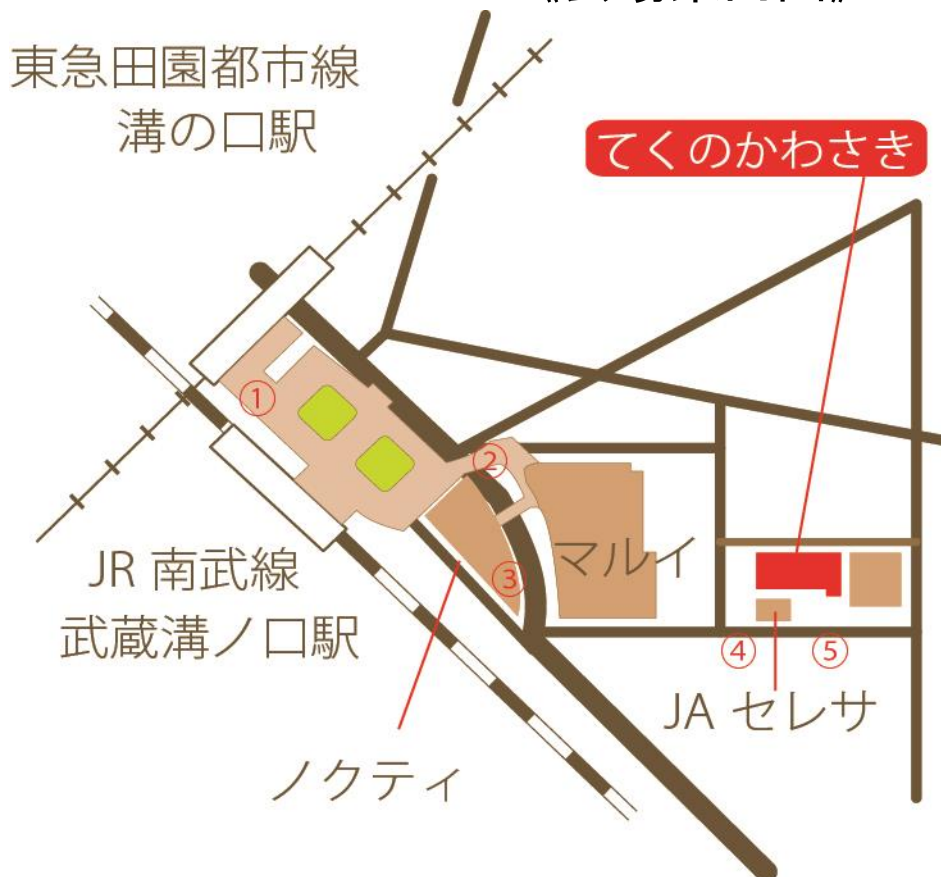 東急田園都市線
溝の口駅
てくのかわさき
①
②
マルイ
③
JR 南武線
武蔵溝ノ口駅
④
⑤
JA セレサ
ノクティ